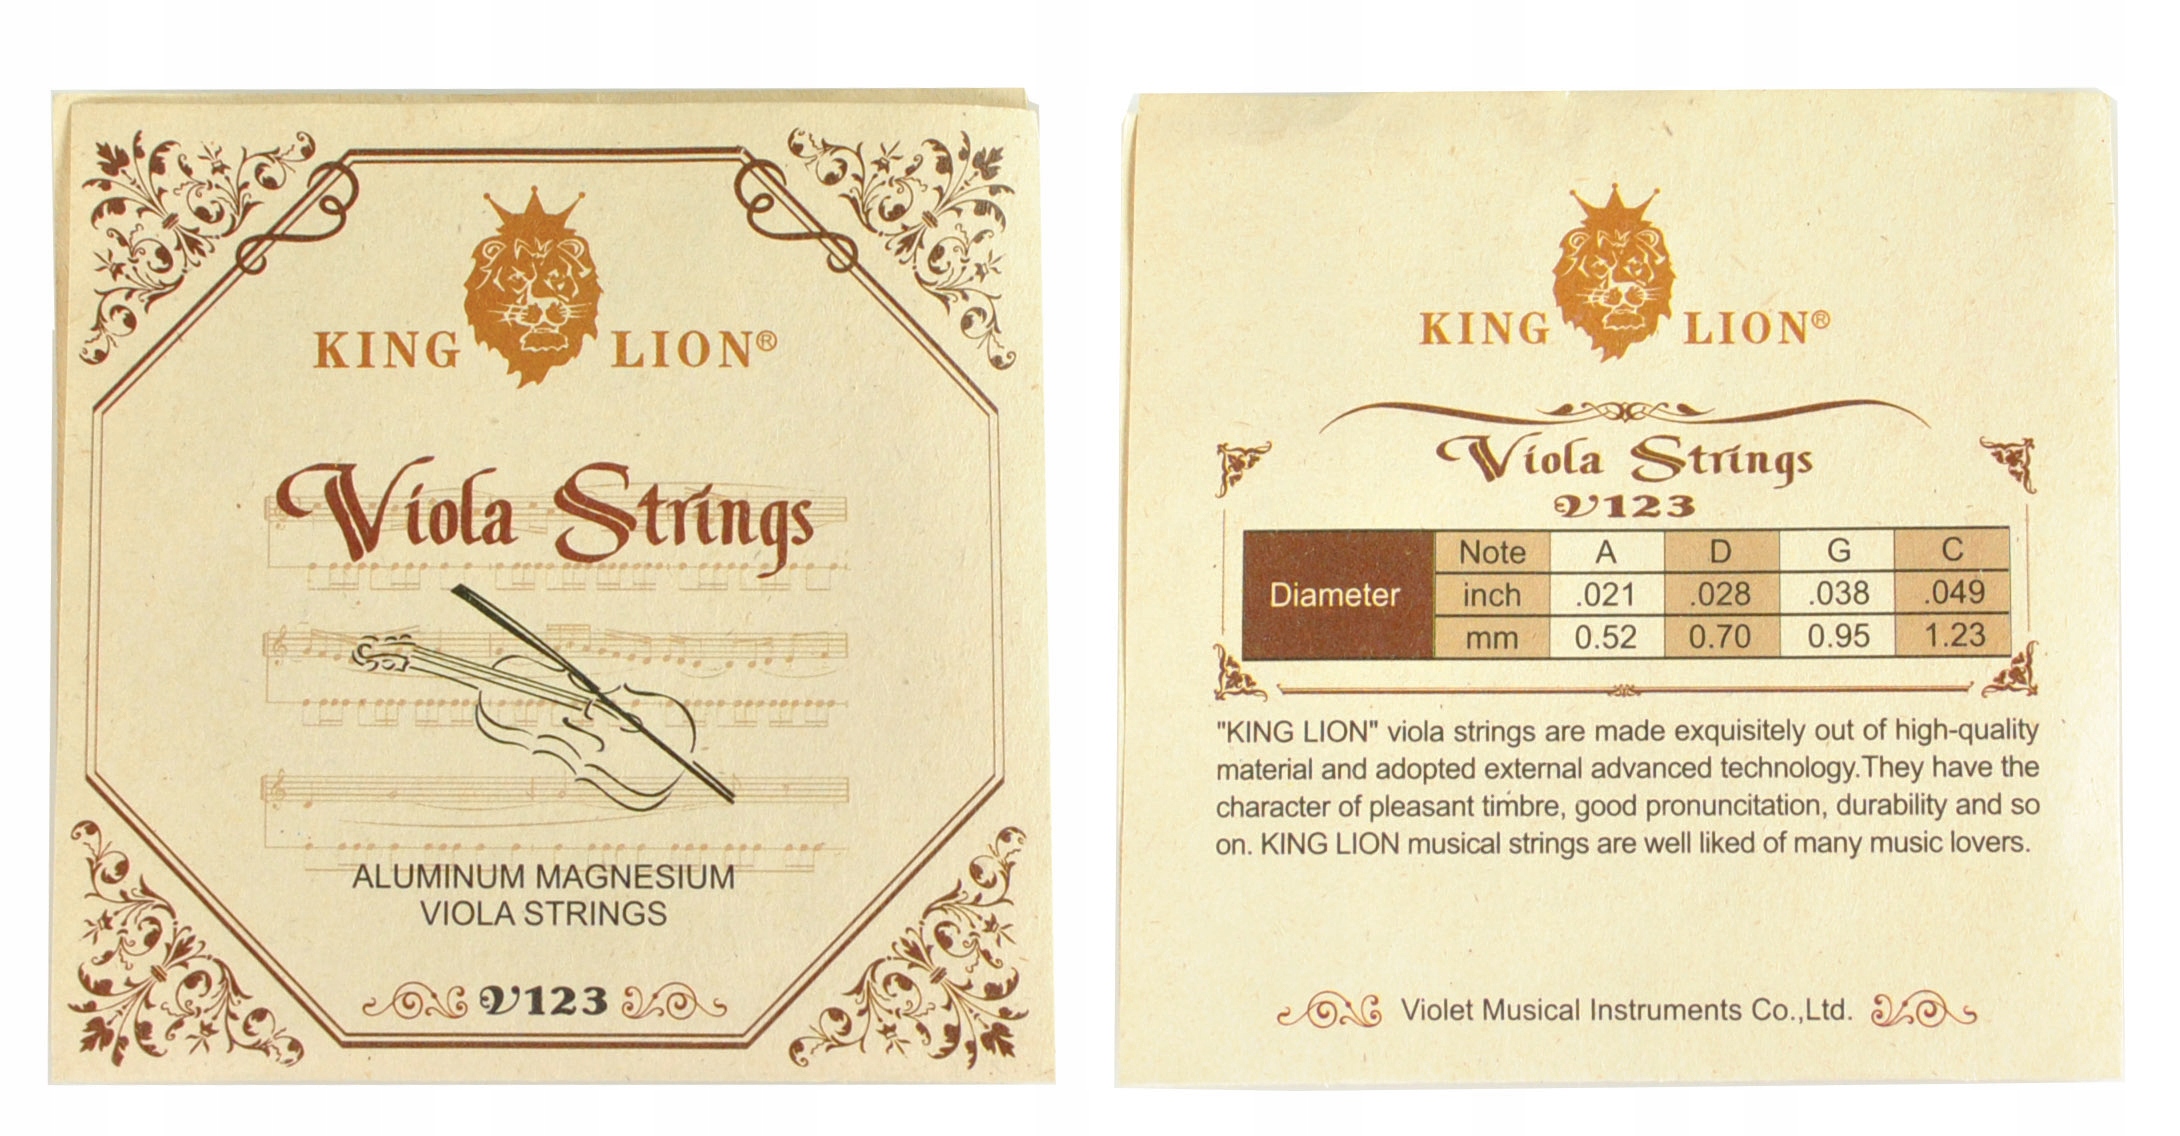 KING LION®
Viola Strings
ALUMINUM MAGNESIUM
VIOLA STRINGS
V123
KING LION®
Viola Strings
V123
Diameter
Note A D G C
inch .021 .028 .038 .049
mm 0.52 0.70 0.95 1.23
"KING LION" viola strings are made exquisitely out of high-quality
material and adopted external advanced technology.They have the
character of pleasant timbre, good pronuncitation, durability and so
on. KING LION musical strings are well liked of many music lovers.
Violet Musical Instruments Co.,Ltd.